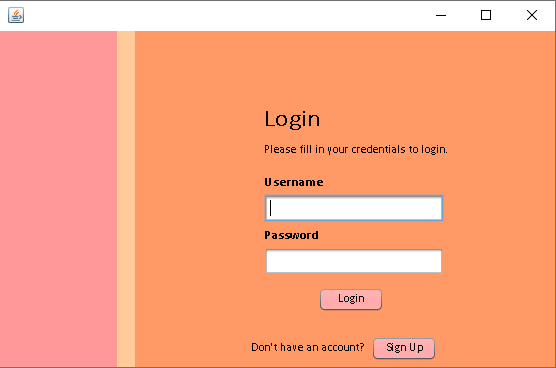 Login
Please fill in your credentials to login.
Username
Password
Login
Don't have an account? Sign Up